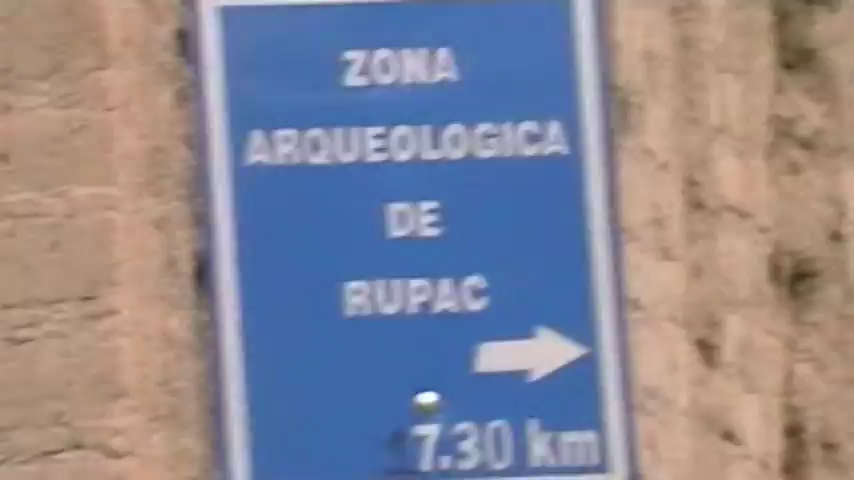 ZONA
ARQUEOLOGICA
DE
RUPAC
7.30 km